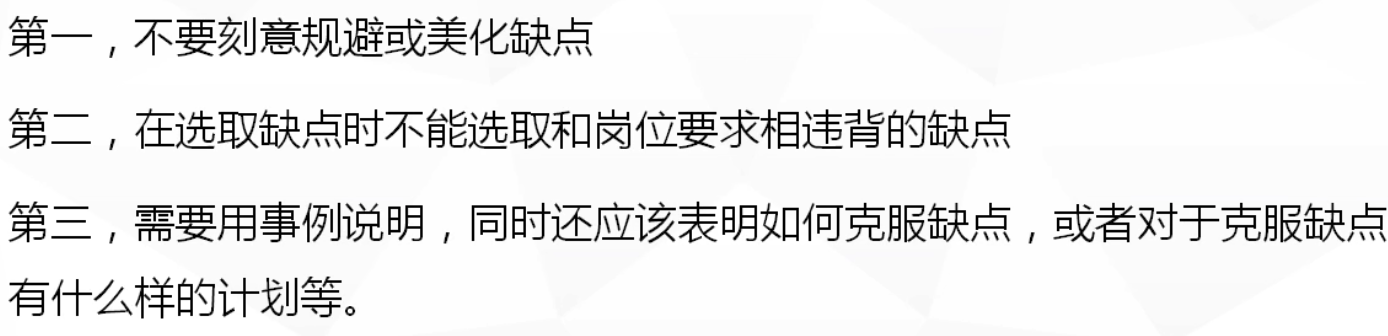 第一，不要刻意规避或美化缺点
第二，在选取缺点时不能选取和岗位要求相违背的缺点
第三，需要用事例说明，同时还应该表明如何克服缺点，或者对于克服缺点
有什么样的计划等。